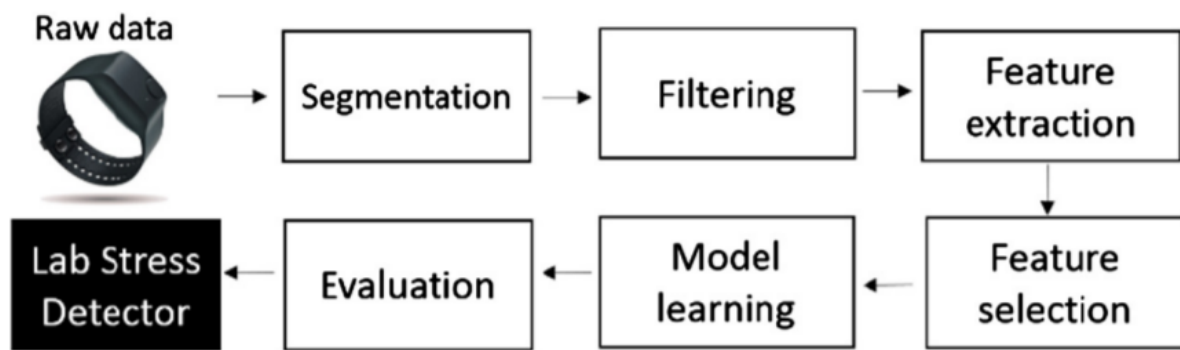 Raw data
Segmentation
Filtering
Feature
extraction
Feature
selection
Model
learning
Evaluation
Lab Stress
Detector